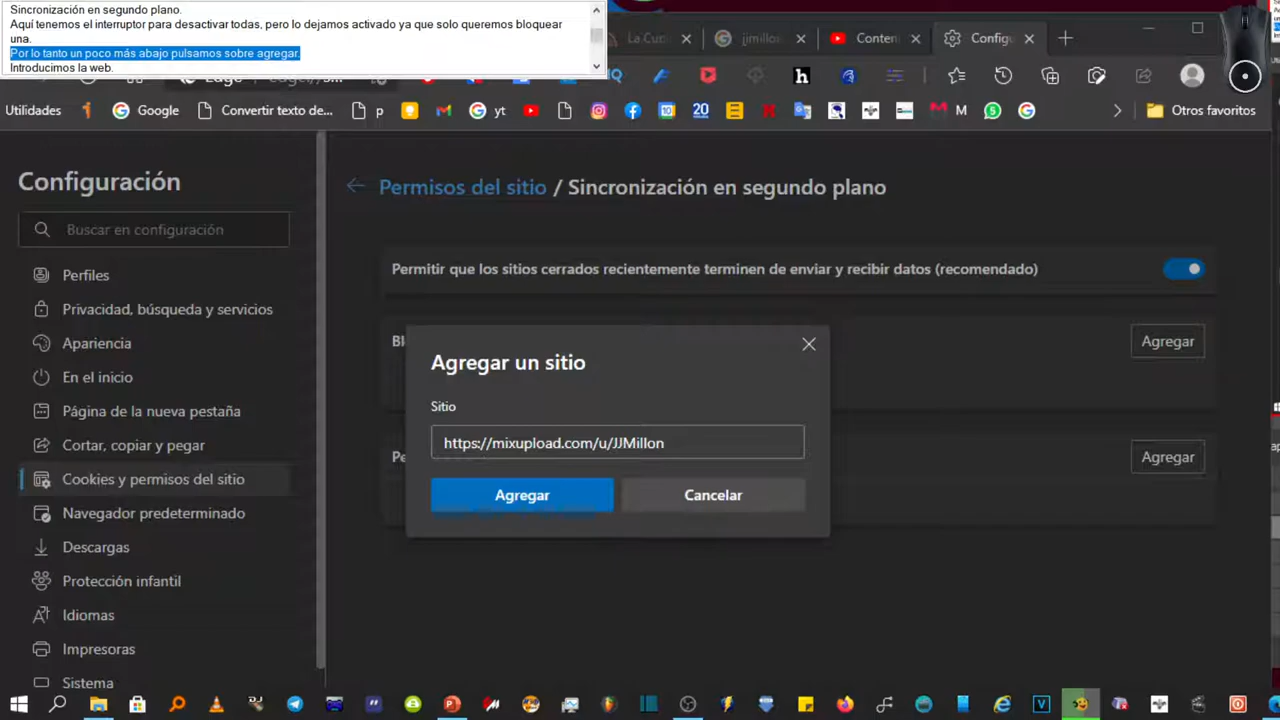 Sincronización en segundo plano.
Aquí tenemos el interruptor para desactivar todas, pero lo dejamos activado ya que solo queremos bloquear
una.
Por lo tanto un poco más abajo pulsamos sobre agregar.
Introducimos la web.
jimillo
Conten
Config
Utilidades
Google
Convertir texto de...
p
yt
20
M
Otros favoritos
Configuración
Buscar en configuración
Perfiles
Privacidad, búsqueda y servicios
Apariencia
En el inicio
Página de la nueva pestaña
Cortar, copiar y pegar
Cookies y permisos del sitio
Navegador predeterminado
Descargas
Protección infantil
Idiomas
Impresoras
Sistema
Permisos del sitio / Sincronización en segundo plano
Permitir que los sitios cerrados recientemente terminen de enviar y recibir datos (recomendado)
Bl
Agregar
Pe
Agregar
Agregar un sitio
Sitio
https://mixupload.com/u/JJMillon
Agregar
Cancelar